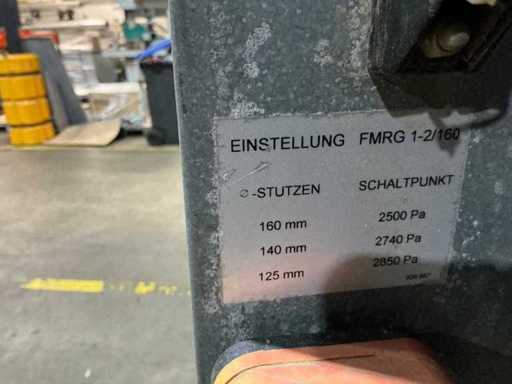 EINSTELLUNG FMRG 1-2/160
⌀-STUTZEN SCHALTPUNKT
160 mm 2500 Pa
140 mm 2740 Pa
125 mm 2850 Pa